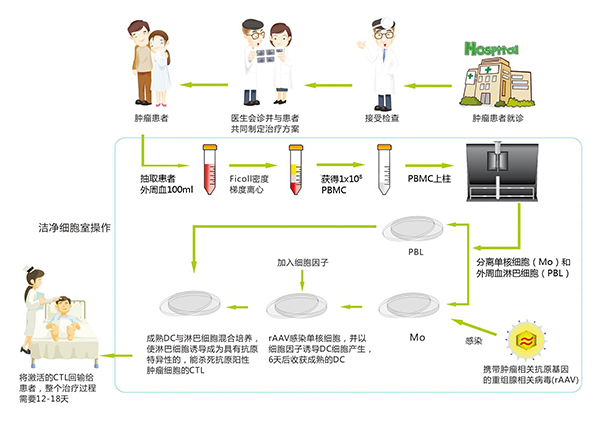 Hospital
肿瘤患者
医生会诊并与患者
共同制定治疗方案
接受检查
肿瘤患者就诊
抽取患者
外周血100ml
Ficoll密度
梯度离心
获得1x10⁸
PBMC
PBMC上柱
洁净细胞室操作
PBL
分离单核细胞（Mo）和
外周血淋巴细胞（PBL）
加入细胞因子
Mo
感染
成熟DC与淋巴细胞混合培养，
使淋巴细胞诱导成为具有抗原
特异性的，能杀死抗原阳性
肿瘤细胞的CTL
rAAV感染单核细胞，并以
细胞因子诱导DC细胞产生，
6天后收获成熟的DC
携带肿瘤相关抗原基因
的重组腺相关病毒(rAAV)
将激活的CTL回输给
患者，整个治疗过程
需要12-18天